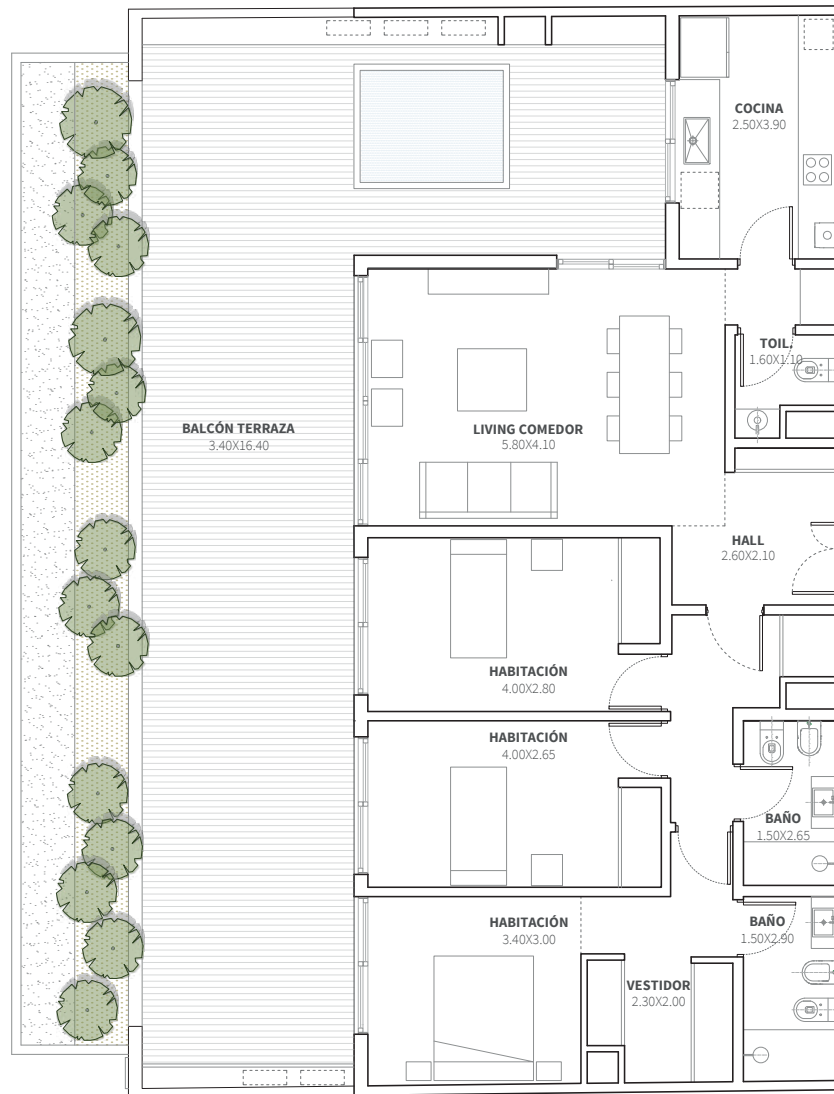 COCINA
2.50X3.90
TOIL.
1.60X1.10
BALCÓN TERRAZA
3.40X16.40
LIVING COMEDOR
5.80X4.10
HALL
2.60X2.10
HABITACIÓN
4.00X2.80
HABITACIÓN
4.00X2.65
BAÑO
1.50X2.65
HABITACIÓN
3.40X3.00
BAÑO
1.50X2.90
VESTIDOR
2.30X2.00